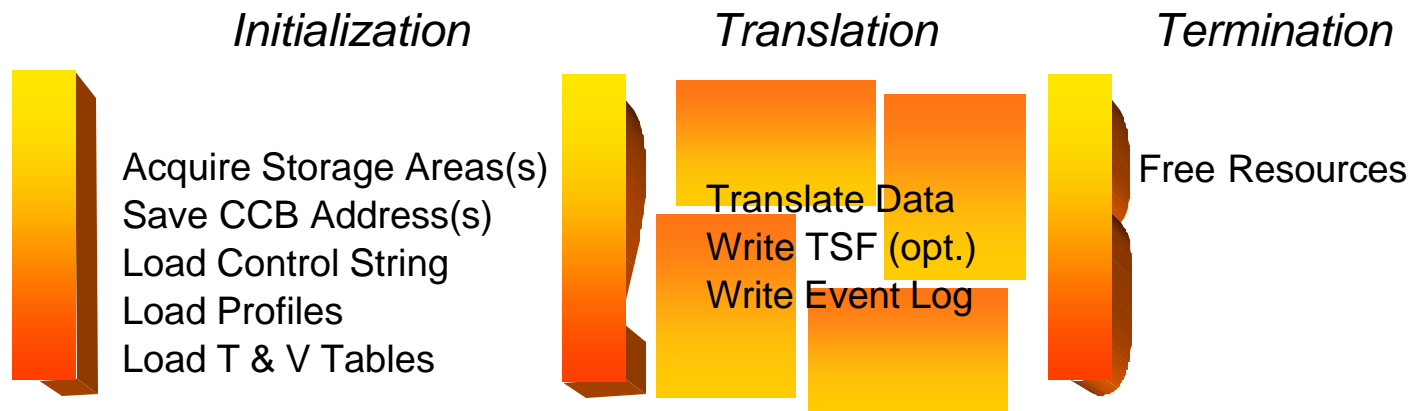 Initialization
Acquire Storage Areas(s)
Save CCB Address(s)
Load Control String
Load Profiles
Load T & V Tables
Translation
Translate Data
Write TSF (opt.)
Write Event Log
Termination
Free Resources